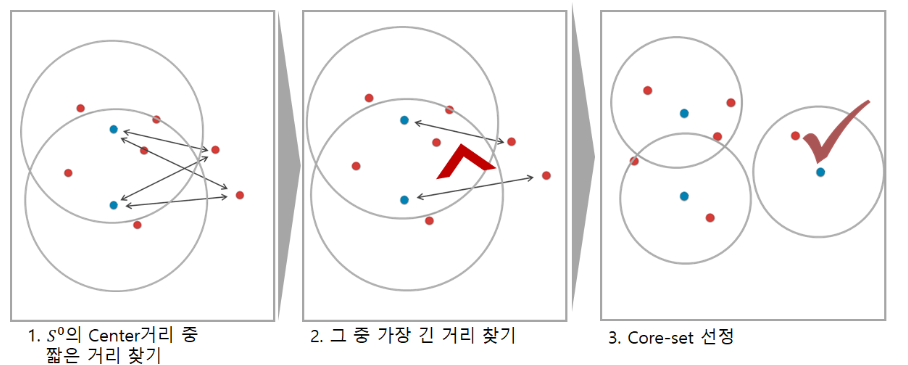 1. S⁰의 Center거리 중
짧은 거리 찾기
2. 그 중 가장 긴 거리 찾기
3. Core-set 선정